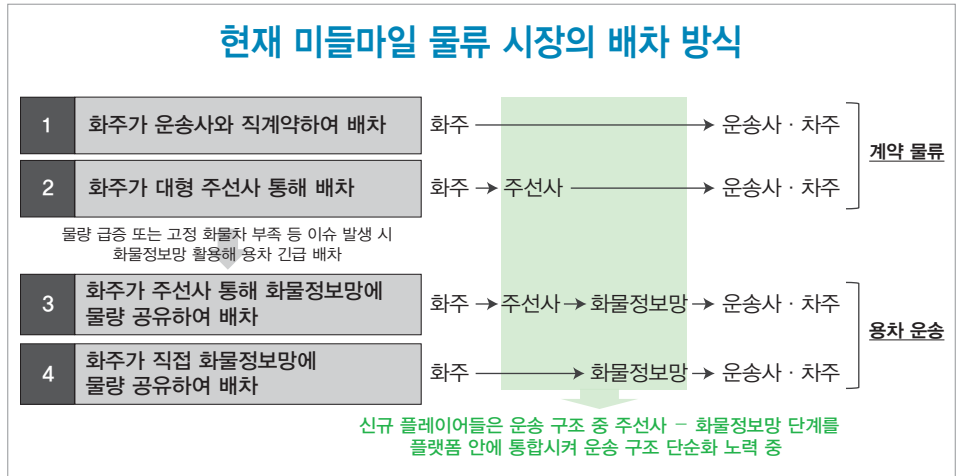 현재 미들마일 물류 시장의 배차 방식
1 화주가 운송사와 직계약하여 배차 화주 → 운송사 · 차주
계약 물류
2 화주가 대형 주선사 통해 배차 화주 → 주선사 → 운송사 · 차주
물량 급증 또는 고정 화물차 부족 등 이슈 발생 시
화물정보망 활용해 용차 긴급 배차
3 화주가 주선사 통해 화물정보망에
물량 공유하여 배차
화주 → 주선사 → 화물정보망 → 운송사 · 차주
용차 운송
4 화주가 직접 화물정보망에
물량 공유하여 배차
화주 → 화물정보망 → 운송사 · 차주
신규 플레이어들은 운송 구조 중 주선사 – 화물정보망 단계를
플랫폼 안에 통합시켜 운송 구조 단순화 노력 중